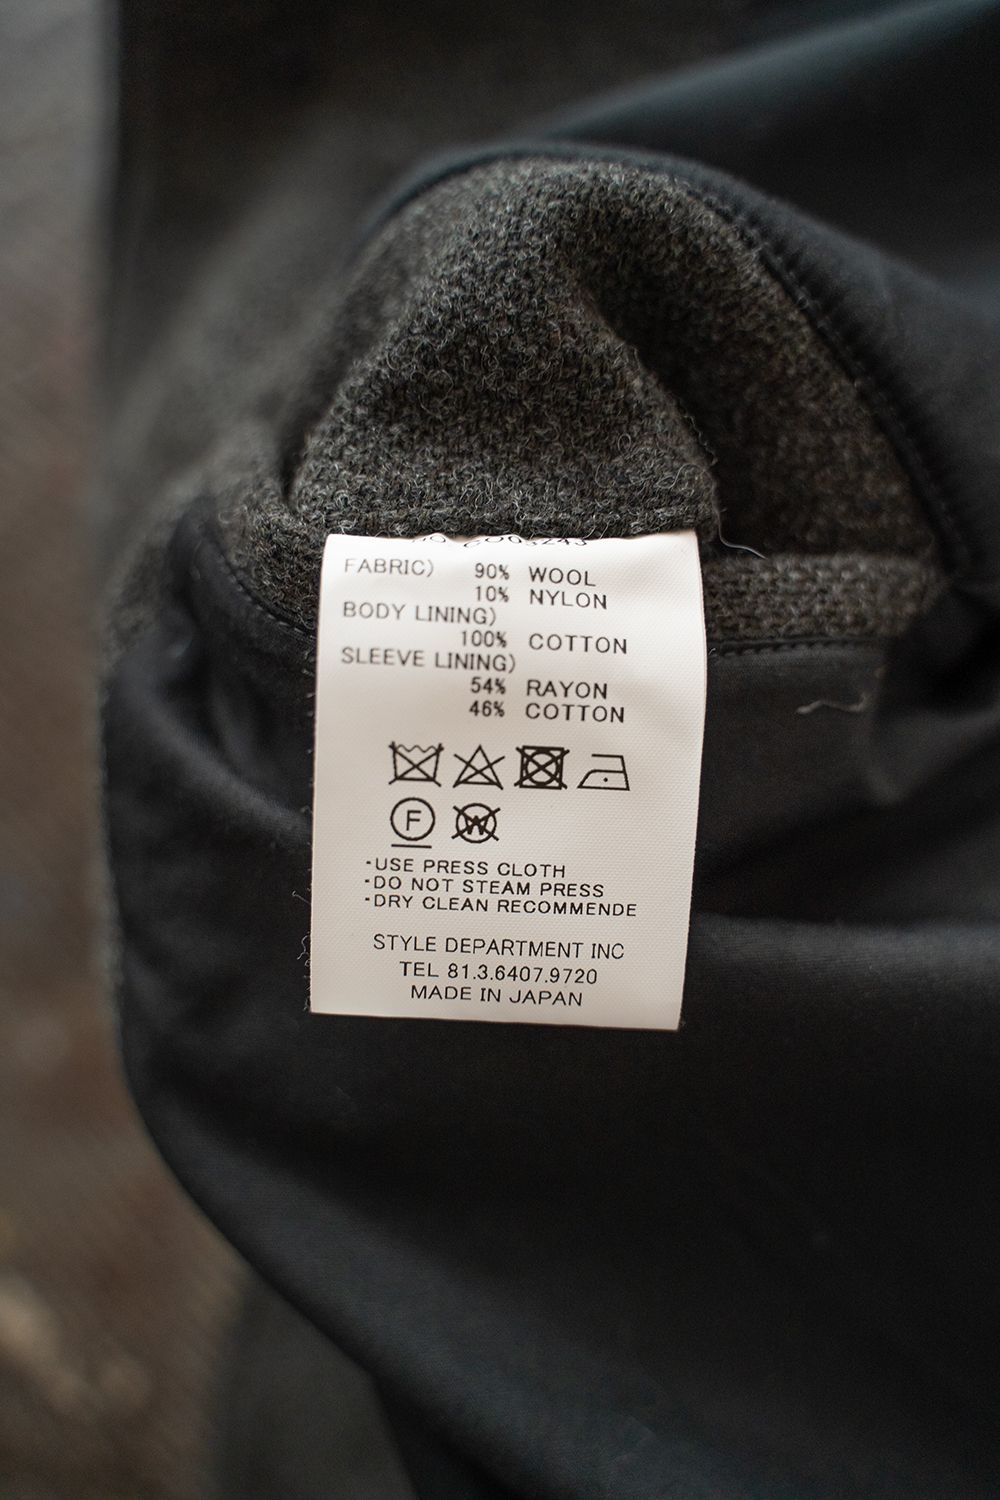 FABRIC) 90% WOOL
10% NYLON
BODY LINING)
100% COTTON
SLEEVE LINING)
54% RAYON
46% COTTON
F W
·USE PRESS CLOTH
·DO NOT STEAM PRESS
·DRY CLEAN RECOMMENDE
STYLE DEPARTMENT INC
TEL 81.3.6407.9720
MADE IN JAPAN